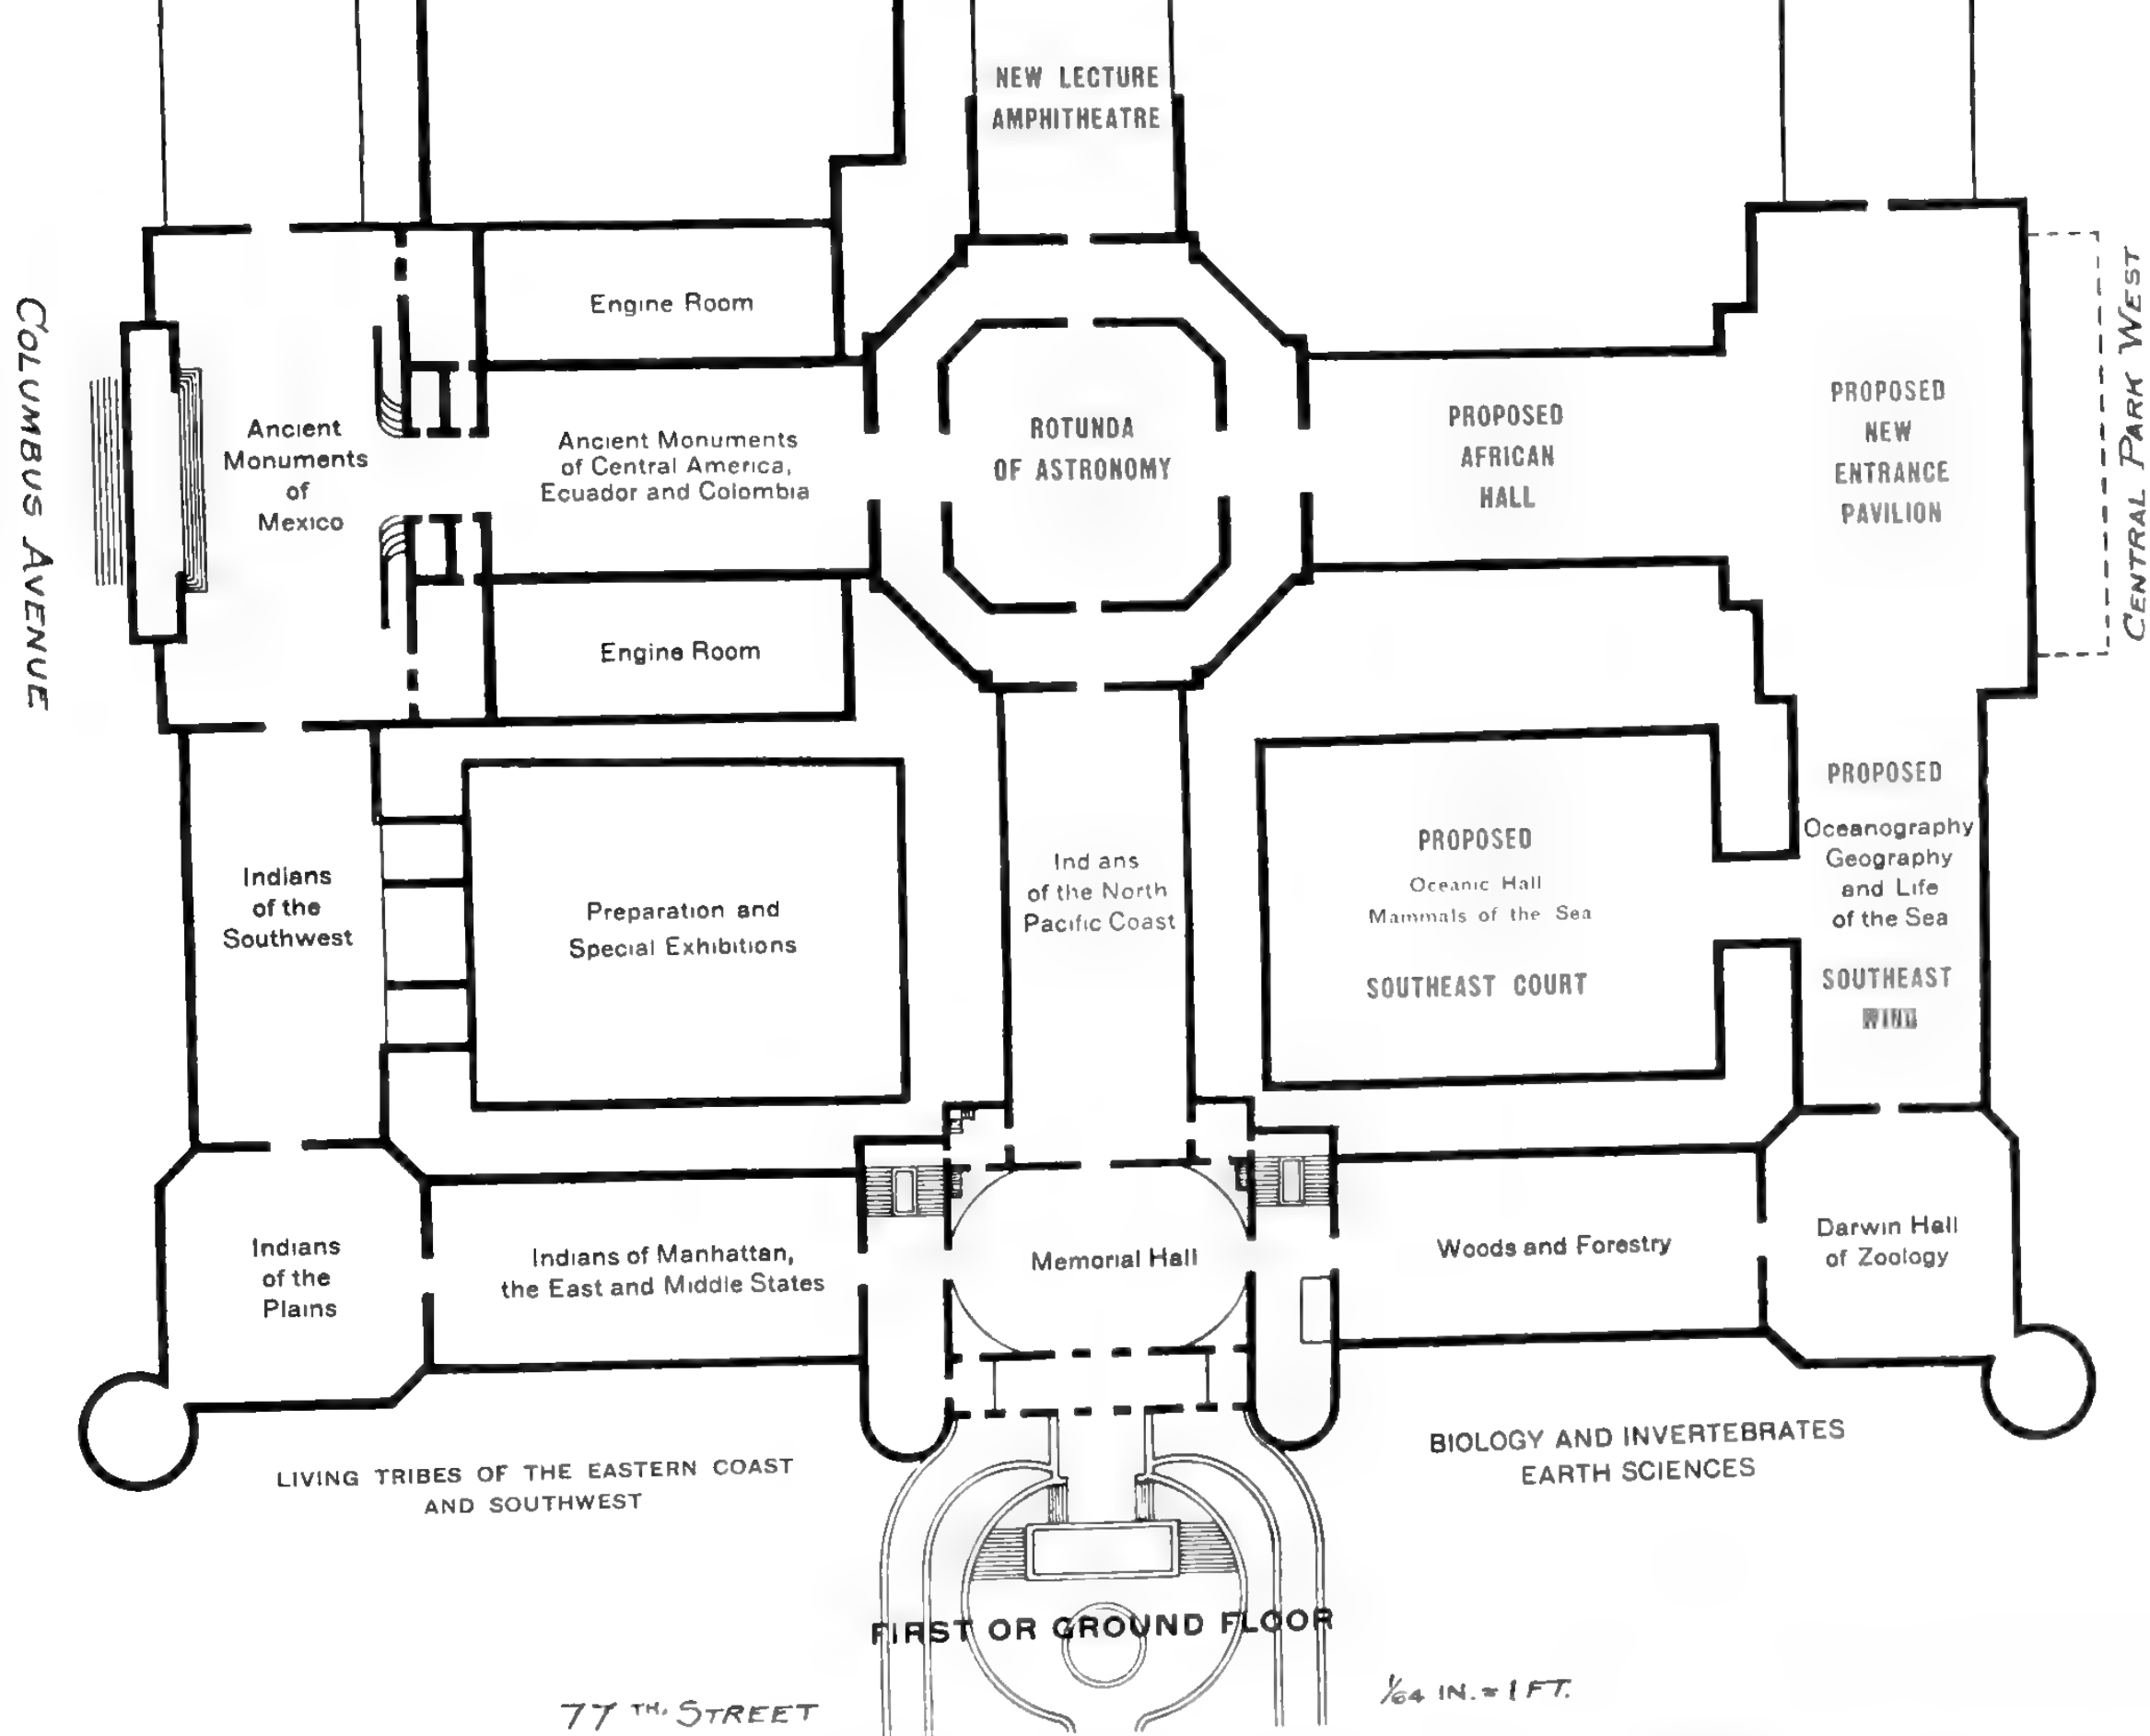 NEW LECTURE
AMPHITHEATRE
COLUMBUS AVENUE
Engine Room
CENTRAL PARK WEST
Ancient
Monuments
of
Mexico
Ancient Monuments
of Central America,
Ecuador and Colombia
ROTUNDA
OF ASTRONOMY
PROPOSED
AFRICAN
HALL
PROPOSED
NEW
ENTRANCE
PAVILION
Engine Room
Indians
of the
Southwest
Preparation and
Special Exhibitions
Ind ans
of the North
Pacific Coast
PROPOSED
Oceanic Hall
Mammals of the Sea
SOUTHEAST COURT
PROPOSED
Oceanography
Geography
and Life
of the Sea
SOUTHEAST
WING
Indians
of the
Plains
Indians of Manhattan,
the East and Middle States
Memorial Hall
Woods and Forestry
Darwin Hall
of Zoology
LIVING TRIBES OF THE EASTERN COAST
AND SOUTHWEST
BIOLOGY AND INVERTEBRATES
EARTH SCIENCES
FIRST OR GROUND FLOOR
77 TH. STREET
1/64 IN. = 1 FT.